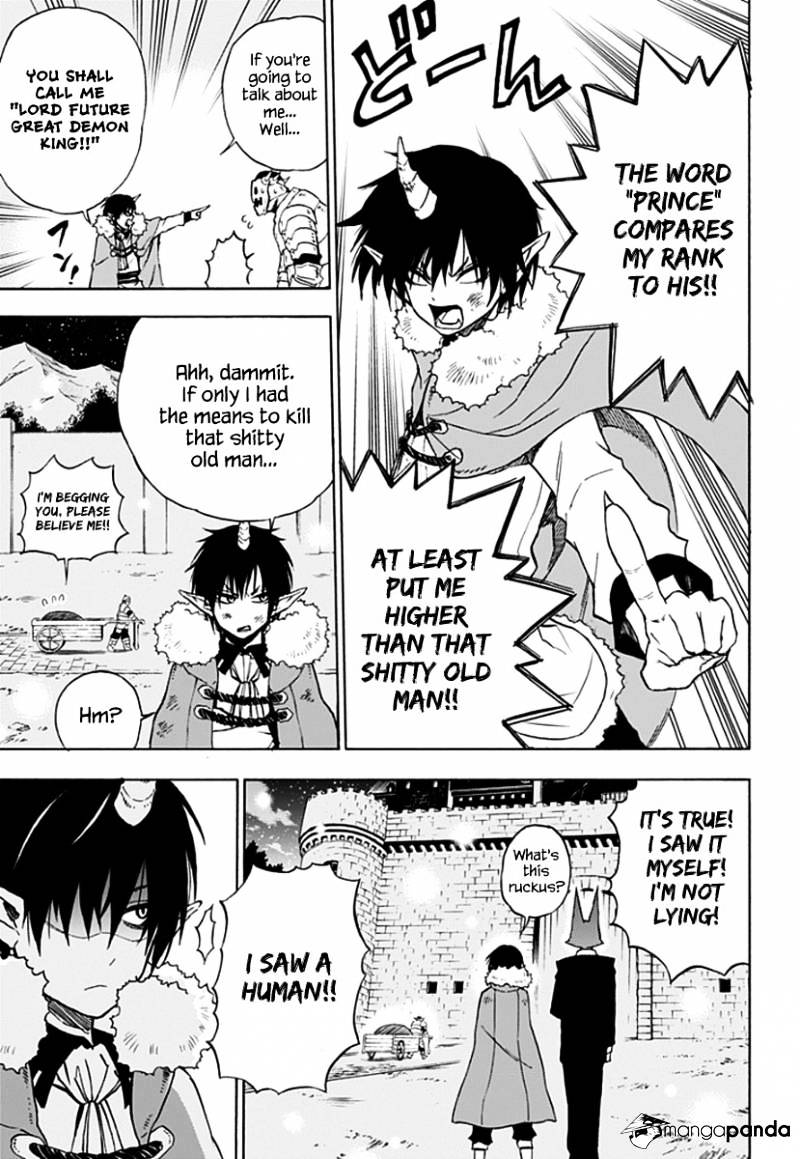 どーん
THE WORD
"PRINCE"
COMPARES
MY RANK
TO HIS!!
AT LEAST
PUT ME
HIGHER
THAN THAT
SHITTY OLD
MAN!!
If you're
going to
talk about
me...
Well...
YOU SHALL
CALL ME
"LORD FUTURE
GREAT DEMON
KING!!"
Ahh, dammit.
If only I had
the means to kill
that shitty
old man...
I'M BEGGING
YOU, PLEASE
BELIEVE ME!!
Hm?
IT'S TRUE!
I SAW IT
MYSELF!
I'M NOT
LYING!
What's
this
ruckus?
I SAW A
HUMAN!!
mangapanda